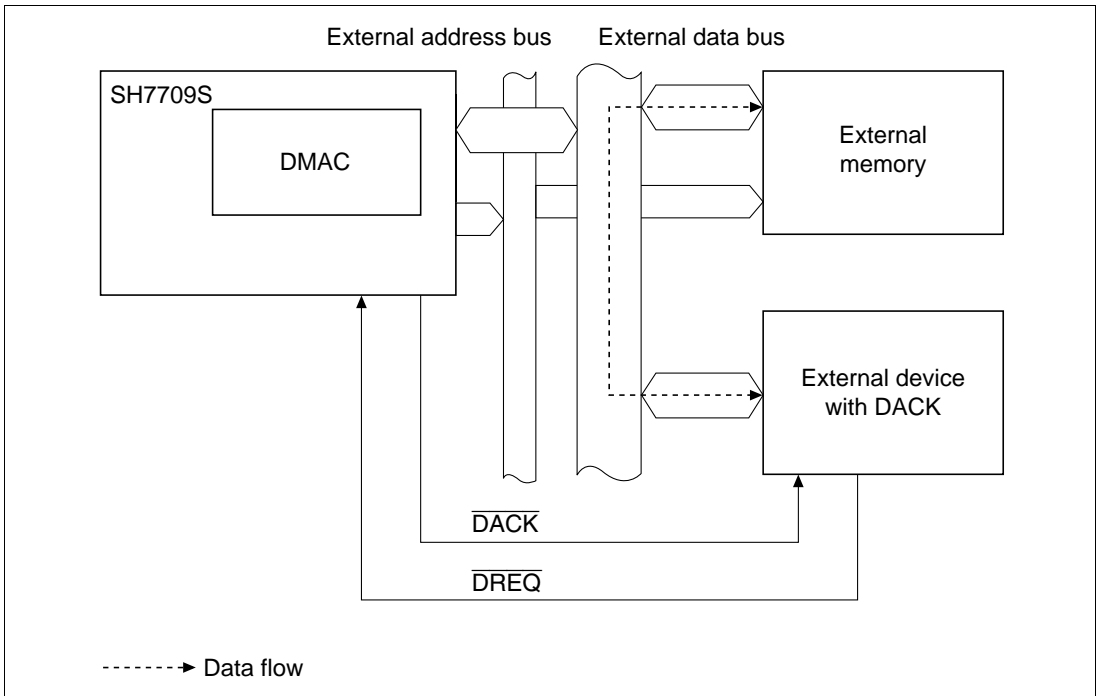 External address bus
External data bus
SH7709S
DMAC
External
memory
External device
with DACK
DACK
DREQ
Data flow